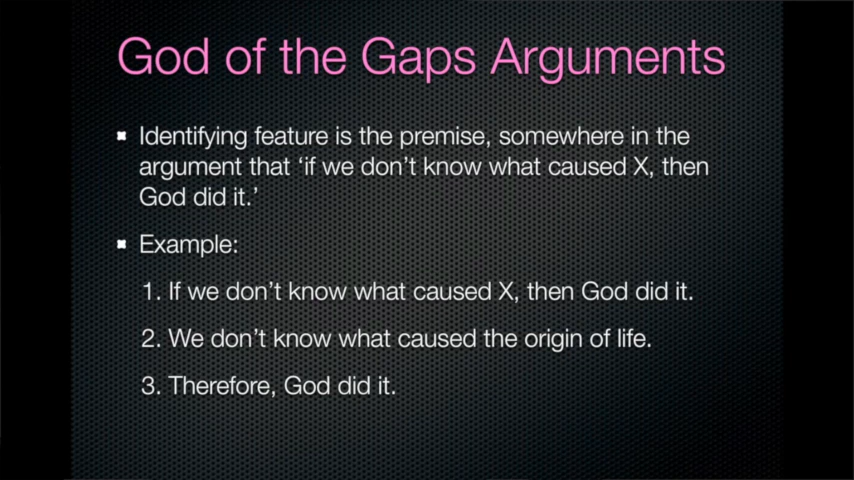 God of the Gaps Arguments
Identifying feature is the premise, somewhere in the
argument that ‘if we don’t know what caused X, then
God did it.’
Example:
1. If we don’t know what caused X, then God did it.
2. We don’t know what caused the origin of life.
3. Therefore, God did it.